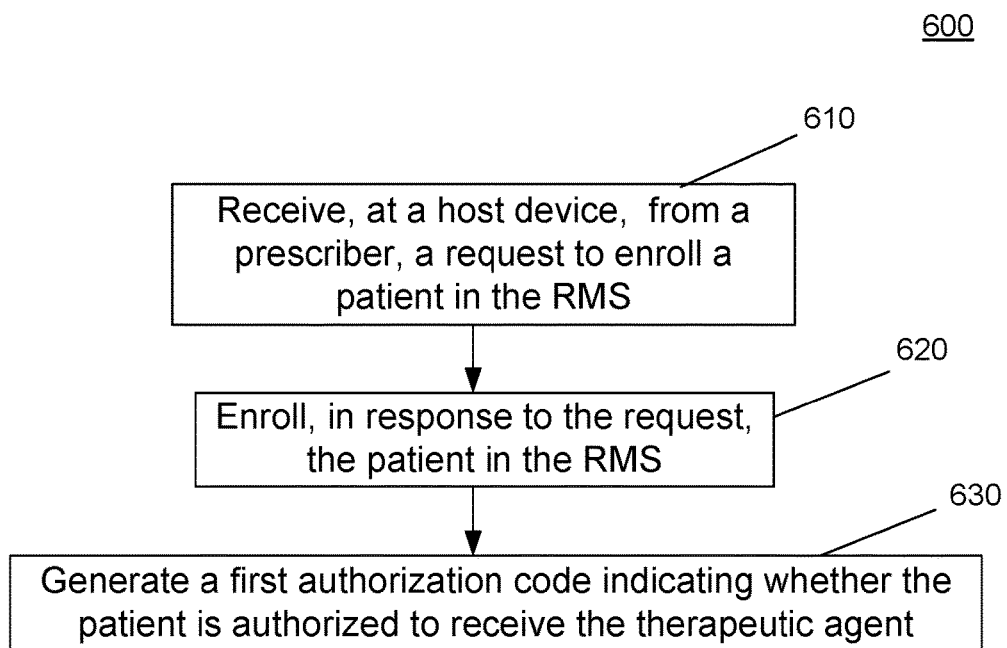 600
610
Receive, at a host device, from a
prescriber, a request to enroll a
patient in the RMS
620
Enroll, in response to the request,
the patient in the RMS
630
Generate a first authorization code indicating whether the
patient is authorized to receive the therapeutic agent